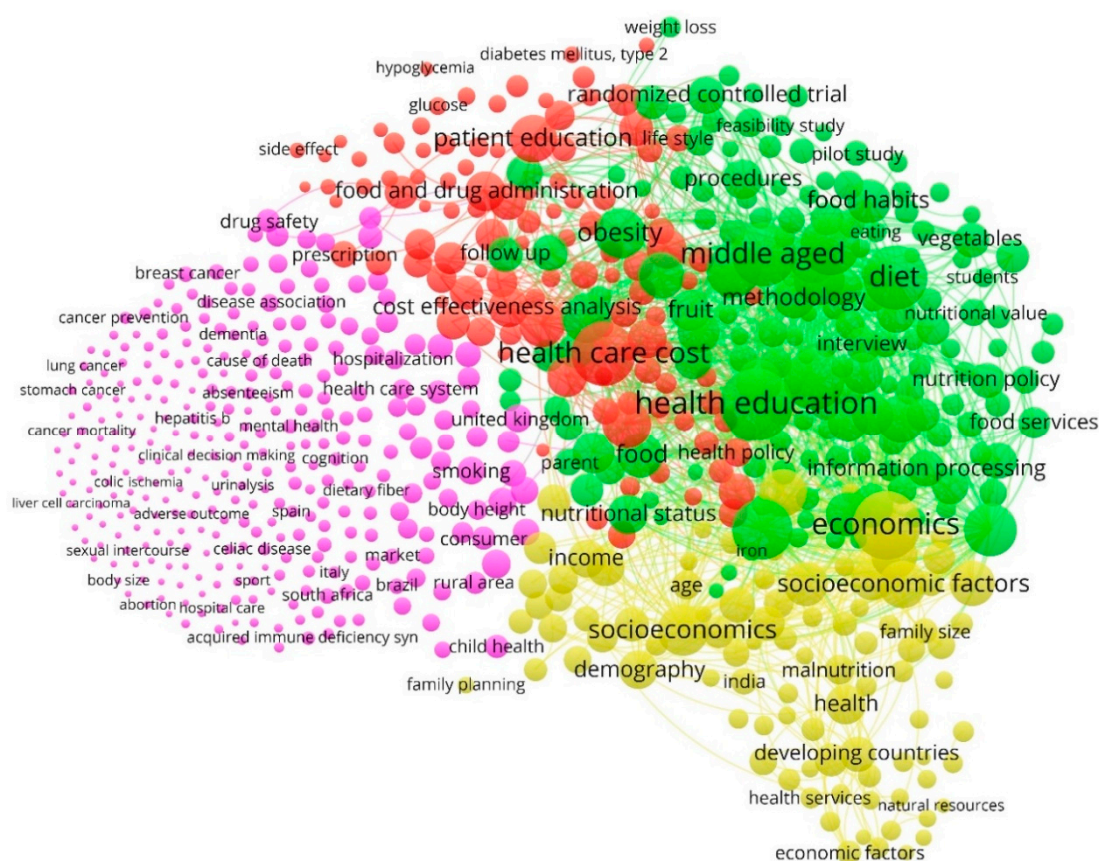 weight loss
diabetes mellitus, type 2
hypoglycemia
randomized controlled trial
glucose
feasibility study
patient education
life style
side effect
pilot study
procedures
food and drug administration
food habits
drug safety
obesity
eating
vegetables
prescription
follow up
middle aged
breast cancer
diet
students
disease association
cost effectiveness analysis
fruit
methodology
nutritional value
cancer prevention
dementia
interview
cause of death
hospitalization
health care cost
lung cancer
nutrition policy
stomach cancer
absenteeism
health care system
health education
hepatitis b
mental health
united kingdom
food services
cancer mortality
clinical decision making
cognition
parent
food
health policy
smoking
information processing
colic ischemia
urinalysis
dietary fiber
liver cell carcinoma
adverse outcome
spain
body height
nutritional status
economics
consumer
sexual intercourse
celiac disease
market
income
iron
body size
sport
italy
brazil
rural area
age
socioeconomic factors
south africa
abortion
hospital care
acquired immune deficiency syn
child health
socioeconomics
family size
family planning
demography
india
malnutrition
health
developing countries
health services
natural resources
economic factors